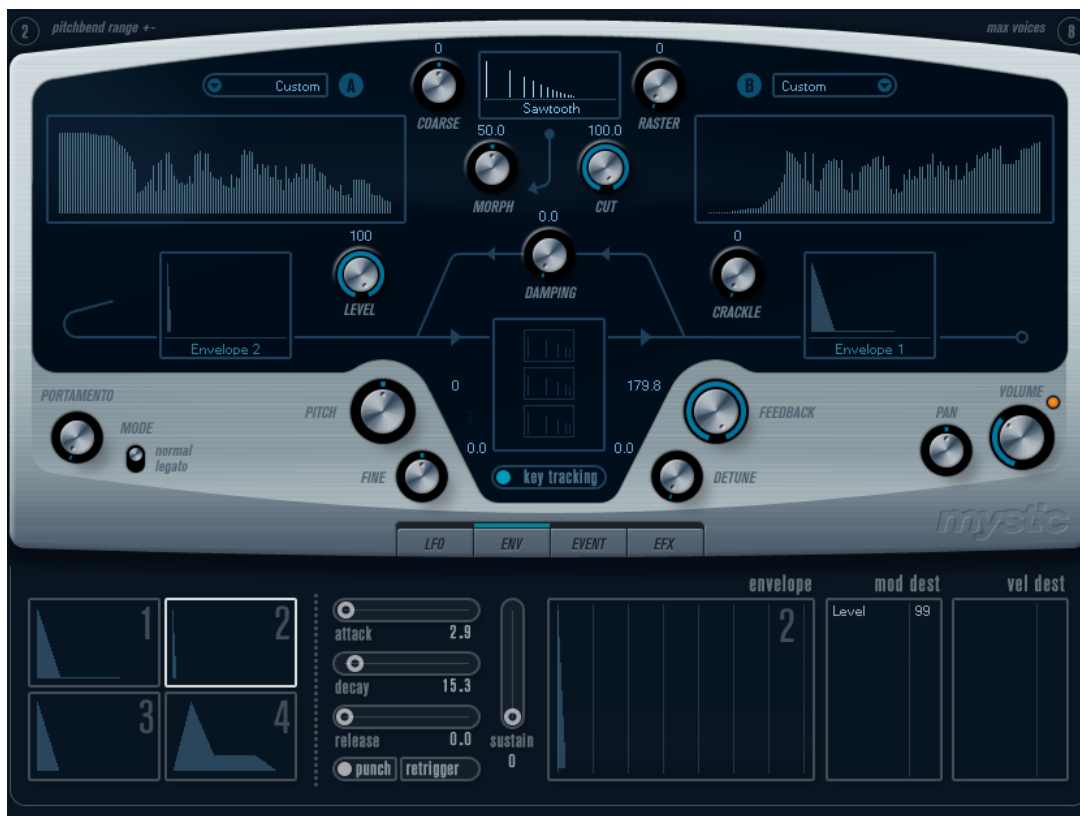 2 pitchbend range +-
max voices 8
0
0
Custom A
B Custom
Sawtooth
COARSE
RASTER
50.0
100.0
MORPH
CUT
0.0
100
0
DAMPING
LEVEL
CRACKLE
Envelope 2
Envelope 1
PORTAMENTO
0
179.8
VOLUME
PITCH
FEEDBACK
PAN
MODE
normal
legato
0.0
0.0
FINE
key tracking
DETUNE
mystic
LFO
ENV
EVENT
EFX
envelope
mod dest
vel dest
1
2
attack 2.9
2
Level 99
decay 15.3
3
4
release 0.0
sustain
0
punch
retrigger